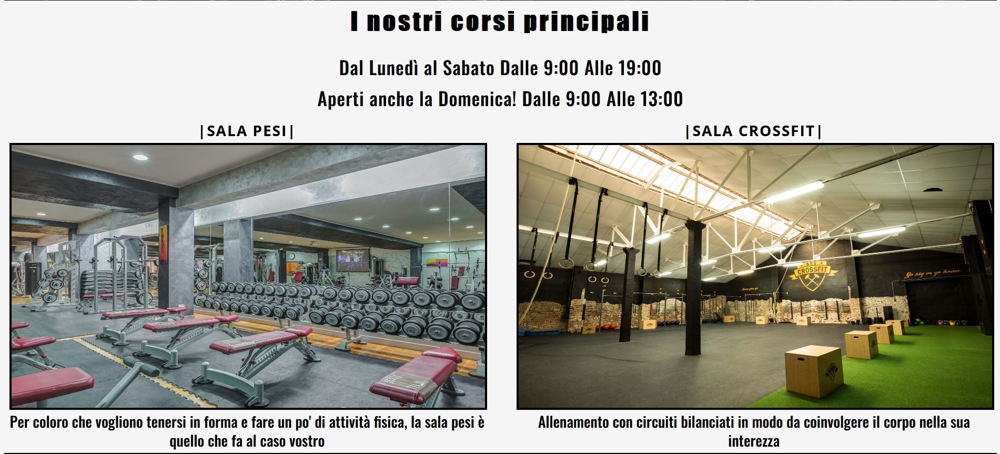 I nostri corsi principali
Dal Lunedì al Sabato Dalle 9:00 Alle 19:00
Aperti anche la Domenica! Dalle 9:00 Alle 13:00
|SALA PESI|
|SALA CROSSFIT|
555
CROSSFIT
Go big or go home
Per coloro che vogliono tenersi in forma e fare un po' di attività fisica, la sala pesi è
quello che fa al caso vostro
Allenamento con circuiti bilanciati in modo da coinvolgere il corpo nella sua
interezza